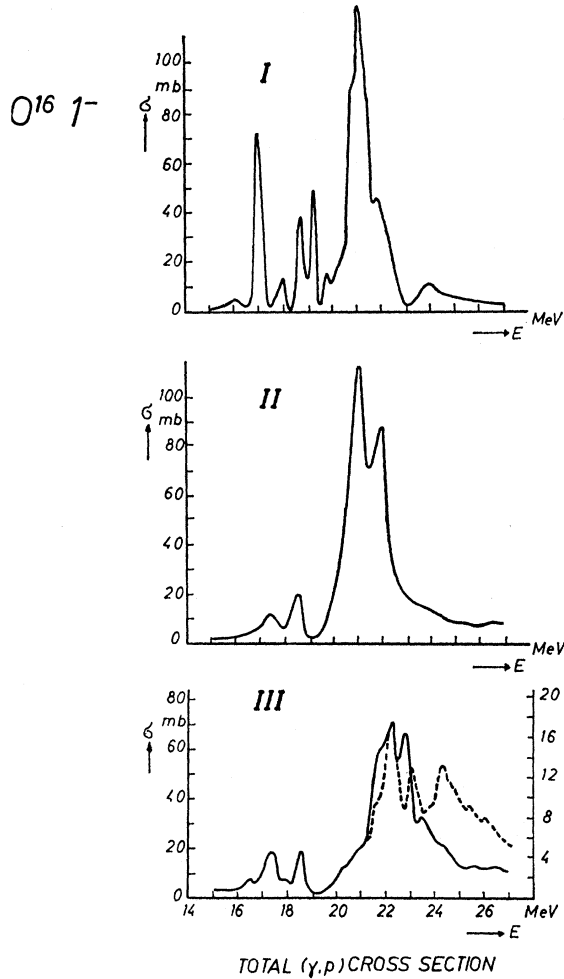 O¹⁶ 1⁻
I
100
mb
σ
80
60
40
20
0
MeV
E
II
100
σ mb
80
60
40
20
0
MeV
E
III
80
σ mb
60
40
20
0
20
16
12
8
4
14 16 18 20 22 24 26 MeV
E
TOTAL (γ,p) CROSS SECTION